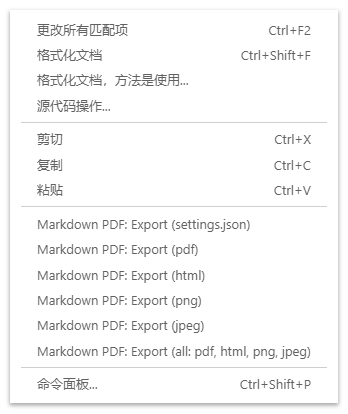 更改所有匹配项 Ctrl+F2
格式化文档 Ctrl+Shift+F
格式化文档，方法是使用...
源代码操作...
剪切 Ctrl+X
复制 Ctrl+C
粘贴 Ctrl+V
Markdown PDF: Export (settings.json)
Markdown PDF: Export (pdf)
Markdown PDF: Export (html)
Markdown PDF: Export (png)
Markdown PDF: Export (jpeg)
Markdown PDF: Export (all: pdf, html, png, jpeg)
命令面板... Ctrl+Shift+P